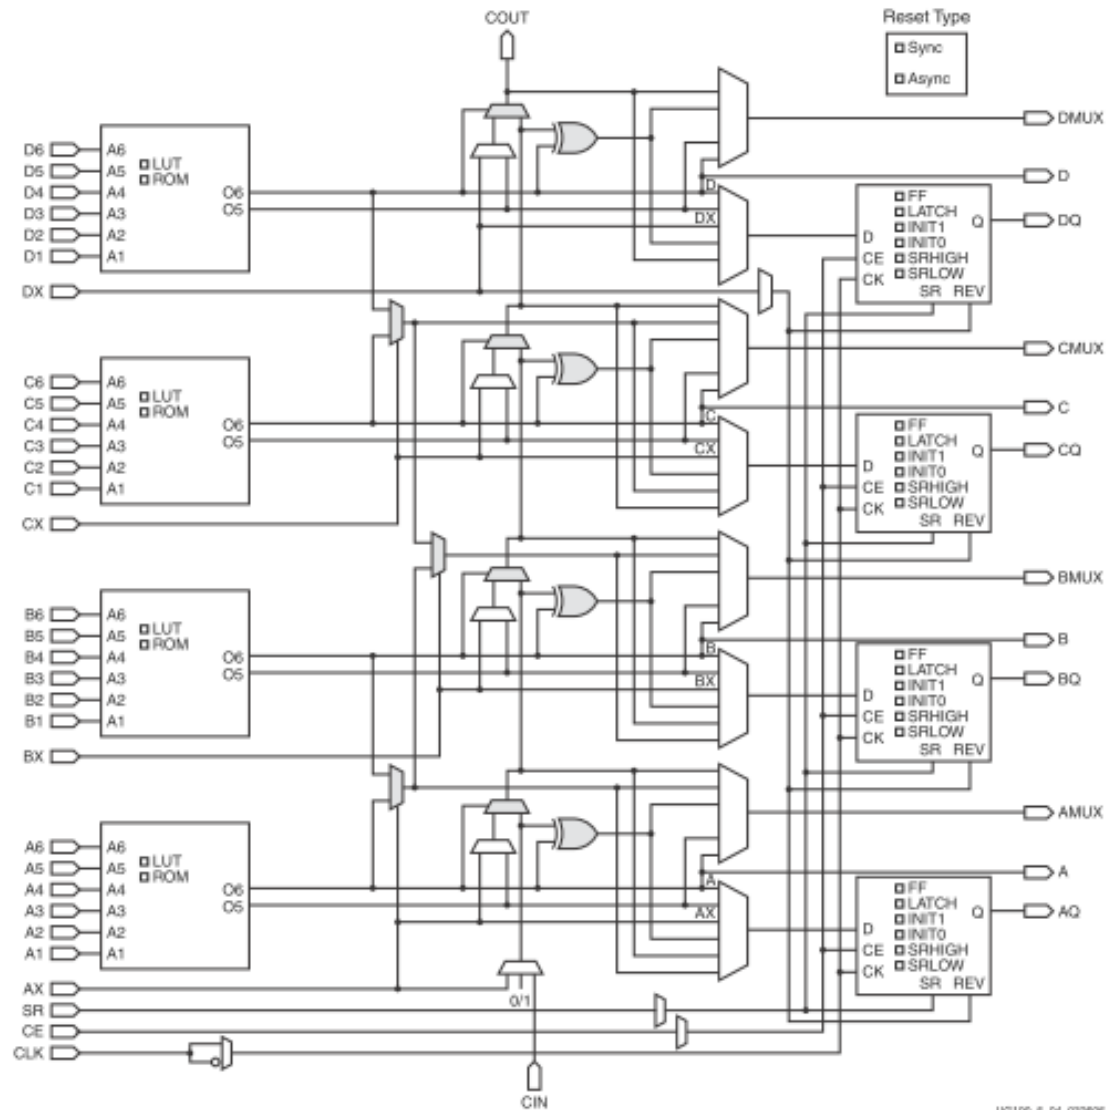 COUT
Reset Type
Sync
Async
DMUX
D6 A6
D5 A5 LUT
D4 A4 ROM O6
D3 A3 O5
D2 A2
D1 A1
D
D
DX
FF
LATCH
INIT1 Q DQ
INIT0
D SRHIGH
CE SRLOW
CK
SR REV
DX
CMUX
C6 A6
C5 A5 LUT
C4 A4 ROM O6
C3 A3 O5
C2 A2
C1 A1
C
C
CX
FF
LATCH
INIT1 Q CQ
INIT0
D
CE SRHIGH
CK SRLOW
SR REV
CX
BMUX
B6 A6
B5 A5 LUT
B4 A4 ROM O6
B3 A3 O5
B2 A2
B1 A1
B
B
BX
FF
LATCH
INIT1 Q BQ
INIT0
D
CE SRHIGH
CK SRLOW
SR REV
BX
AMUX
A6 A6
A5 A5 LUT
A4 A4 ROM O6
A3 A3 O5
A2 A2
A1 A1
A
A
AX
FF
LATCH
INIT1 Q AQ
INIT0
D
CE SRHIGH
CK SRLOW
SR REV
AX
0/1
SR
CE
CLK
CIN